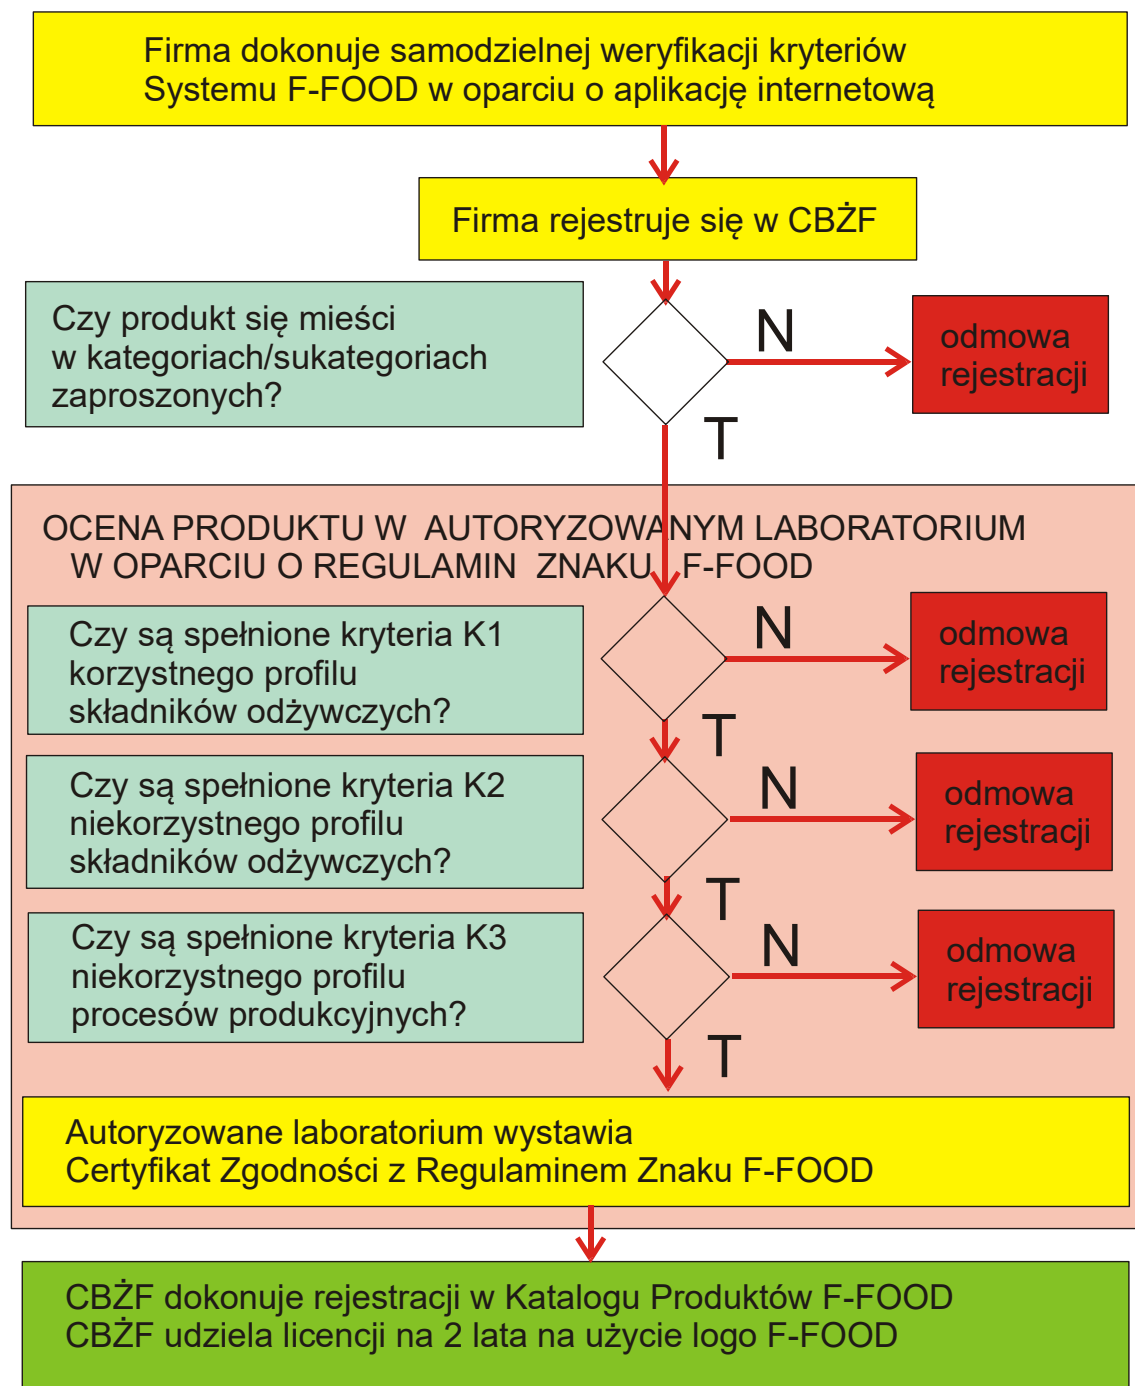 Firma dokonuje samodzielnej weryfikacji kryteriów
Systemu F-FOOD w oparciu o aplikację internetową
Firma rejestruje się w CBŻF
Czy produkt się mieści
w kategoriach/sukategoriach
zaproszonych?
N
odmowa
rejestracji
T
OCENA PRODUKTU W AUTORYZOWANYM LABORATORIUM
W OPARCIU O REGULAMIN ZNAKU F-FOOD
Czy są spełnione kryteria K1
korzystnego profilu
składników odżywczych?
N
odmowa
rejestracji
T
Czy są spełnione kryteria K2
niekorzystnego profilu
składników odżywczych?
N
odmowa
rejestracji
T
Czy są spełnione kryteria K3
niekorzystnego profilu
procesów produkcyjnych?
N
odmowa
rejestracji
T
Autoryzowane laboratorium wystawia
Certyfikat Zgodności z Regulaminem Znaku F-FOOD
CBŻF dokonuje rejestracji w Katalogu Produktów F-FOOD
CBŻF udziela licencji na 2 lata na użycie logo F-FOOD